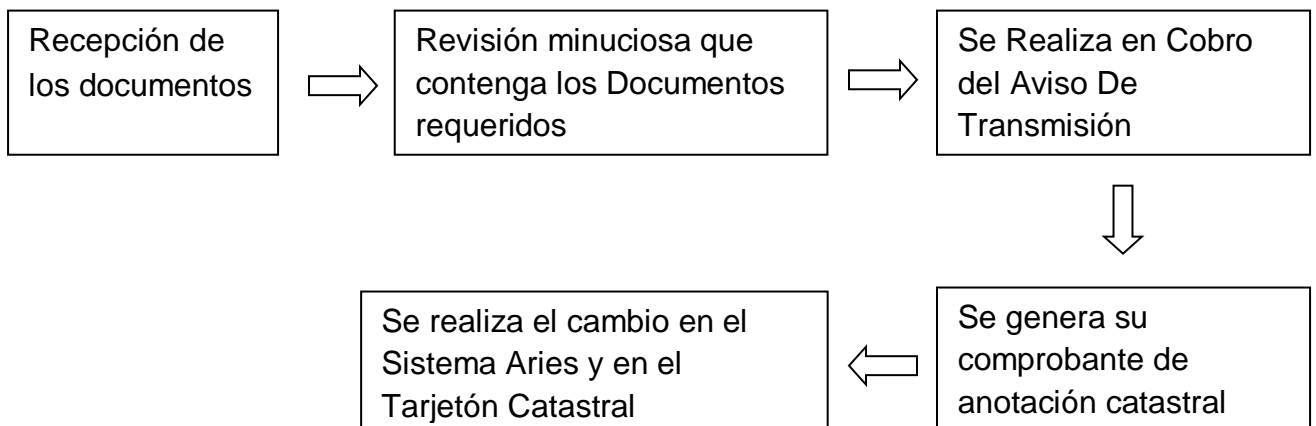 Recepción de
los documentos
Revisión minuciosa que
contenga los Documentos
requeridos
Se Realiza en Cobro
del Aviso De
Transmisión
Se genera su
comprobante de
anotación catastral
Se realiza el cambio en el
Sistema Aries y en el
Tarjetón Catastral